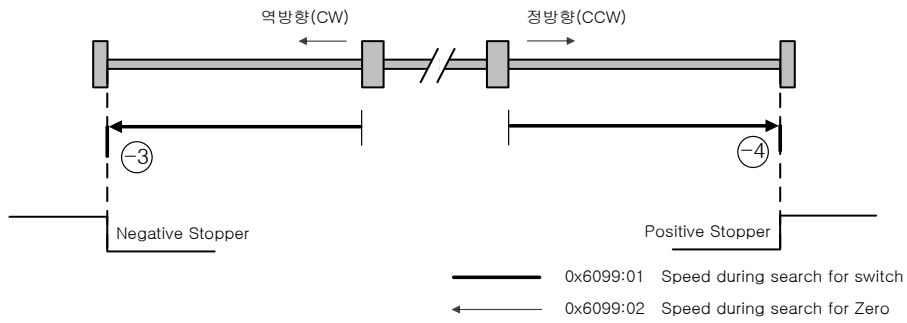 역방향(CW)
정방향(CCW)
-3
-4
Negative Stopper
Positive Stopper
0x6099:01 Speed during search for switch
0x6099:02 Speed during search for Zero